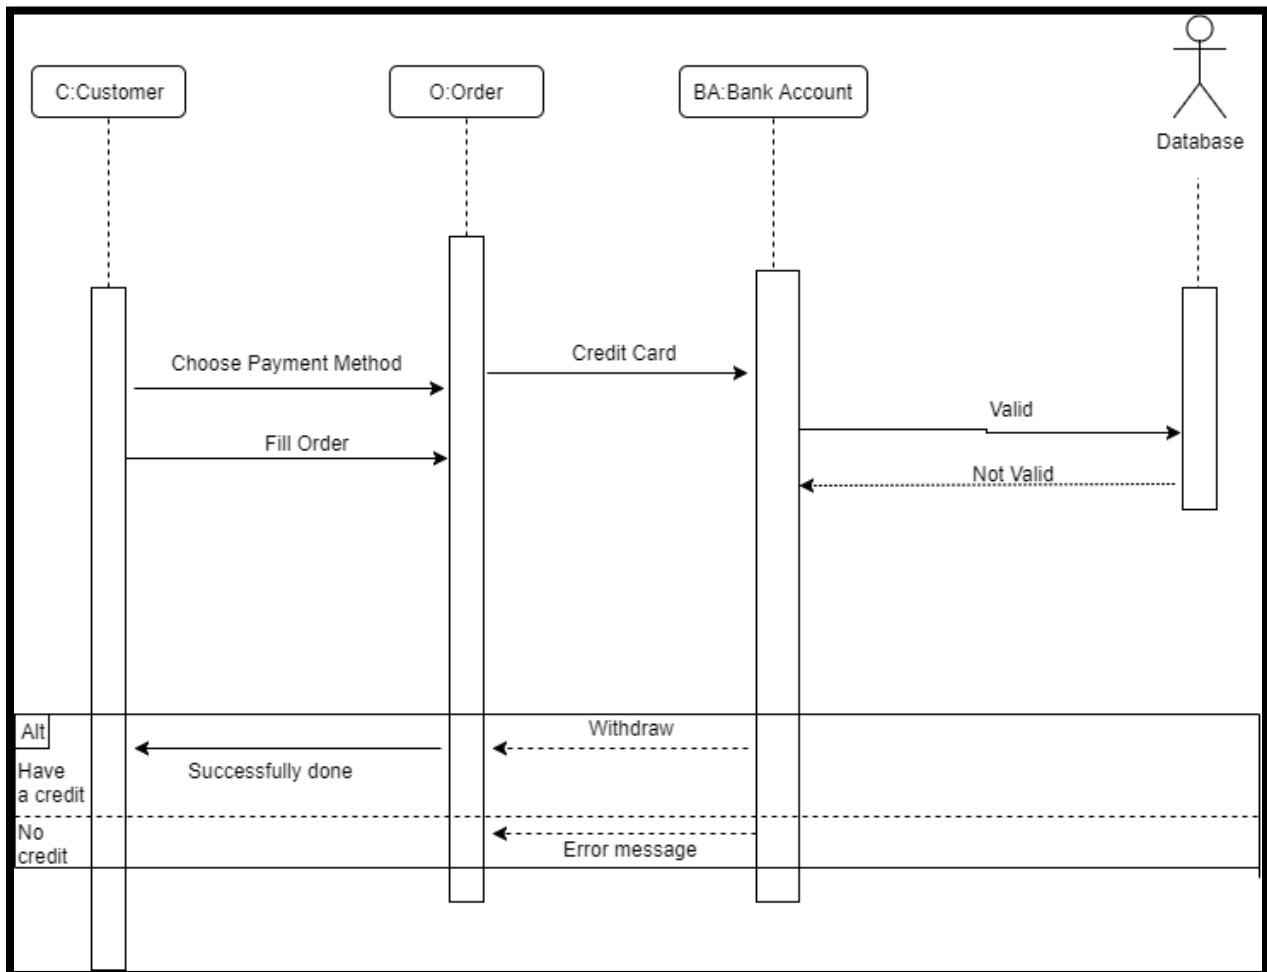 C:Customer
O:Order
BA:Bank Account
Database
Choose Payment Method
Credit Card
Valid
Fill Order
Not Valid
Alt
Withdraw
Successfully done
Have
a credit
No
credit
Error message